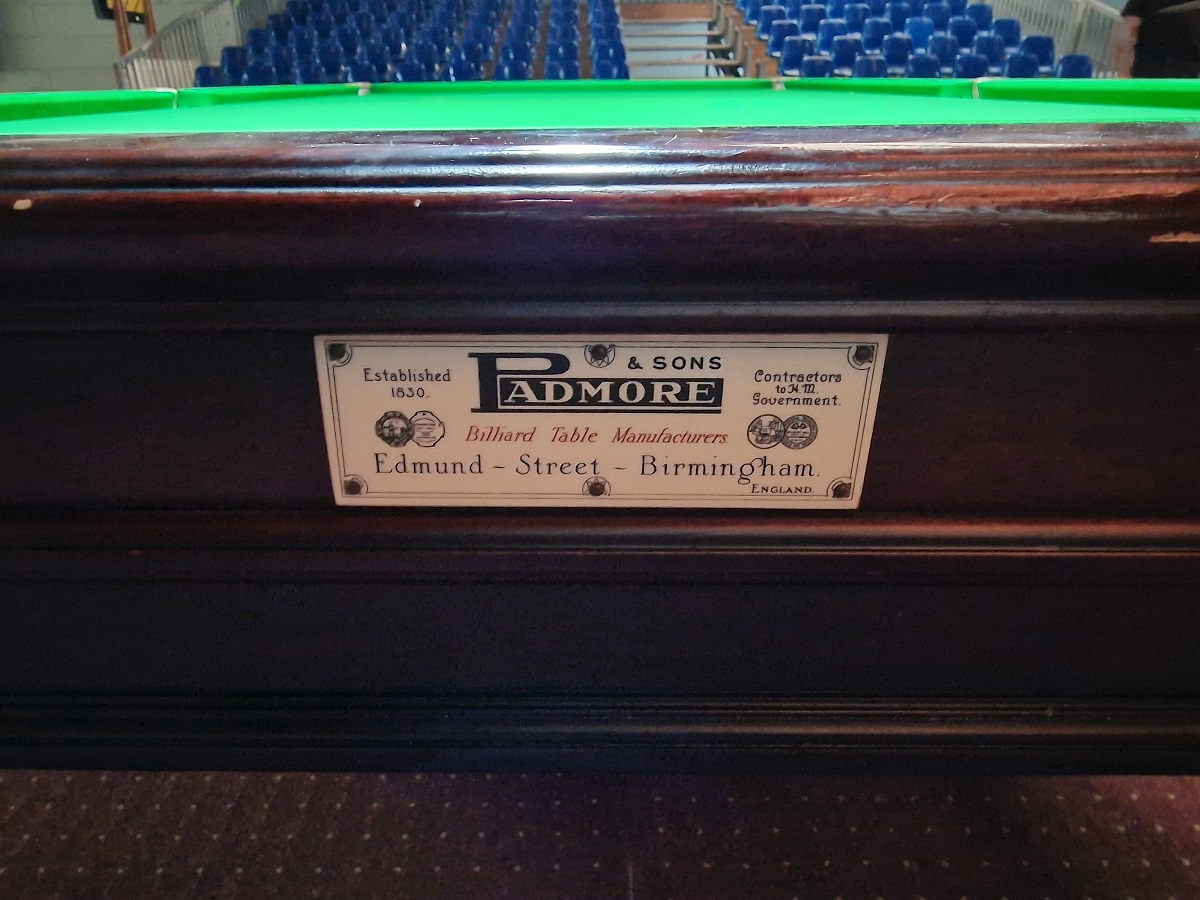 Established
1830.
& SONS
PADMORE
Contractors
to H.M.
Government.
Billiard Table Manufacturers.
Edmund - Street - Birmingham.
ENGLAND.